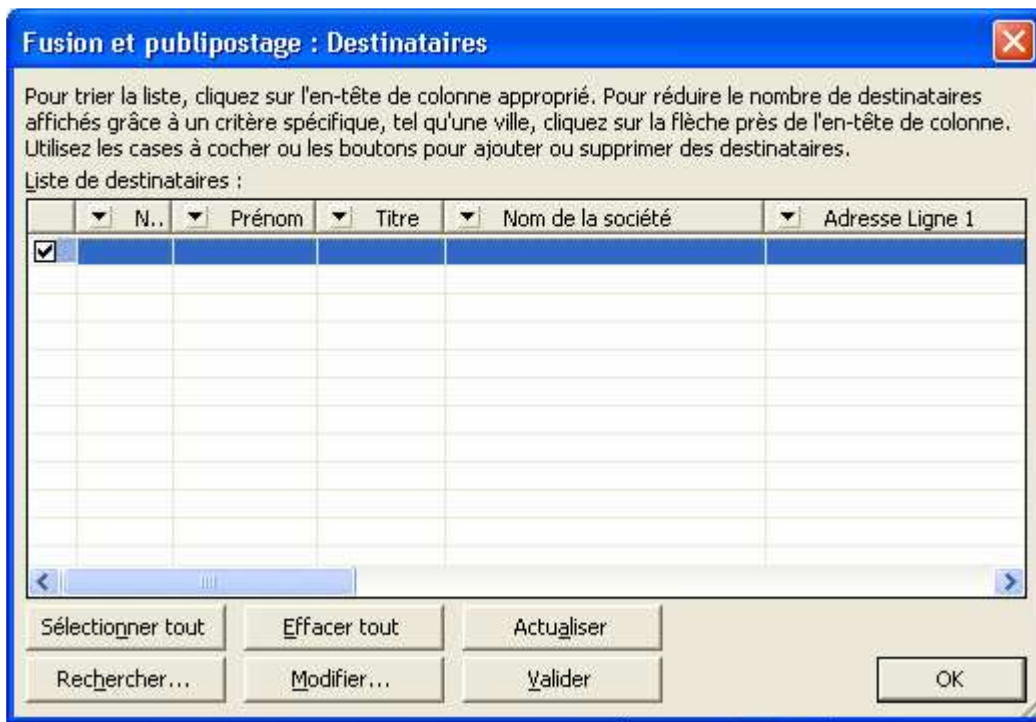 Fusion et publipostage : Destinataires
Pour trier la liste, cliquez sur l'en-tête de colonne approprié. Pour réduire le nombre de destinataires
affichés grâce à un critère spécifique, tel qu'une ville, cliquez sur la flèche près de l'en-tête de colonne.
Utilisez les cases à cocher ou les boutons pour ajouter ou supprimer des destinataires.
Liste de destinataires :
N.. Prénom Titre Nom de la société Adresse Ligne 1
Sélectionner tout Effacer tout Actualiser
Rechercher... Modifier... Valider OK